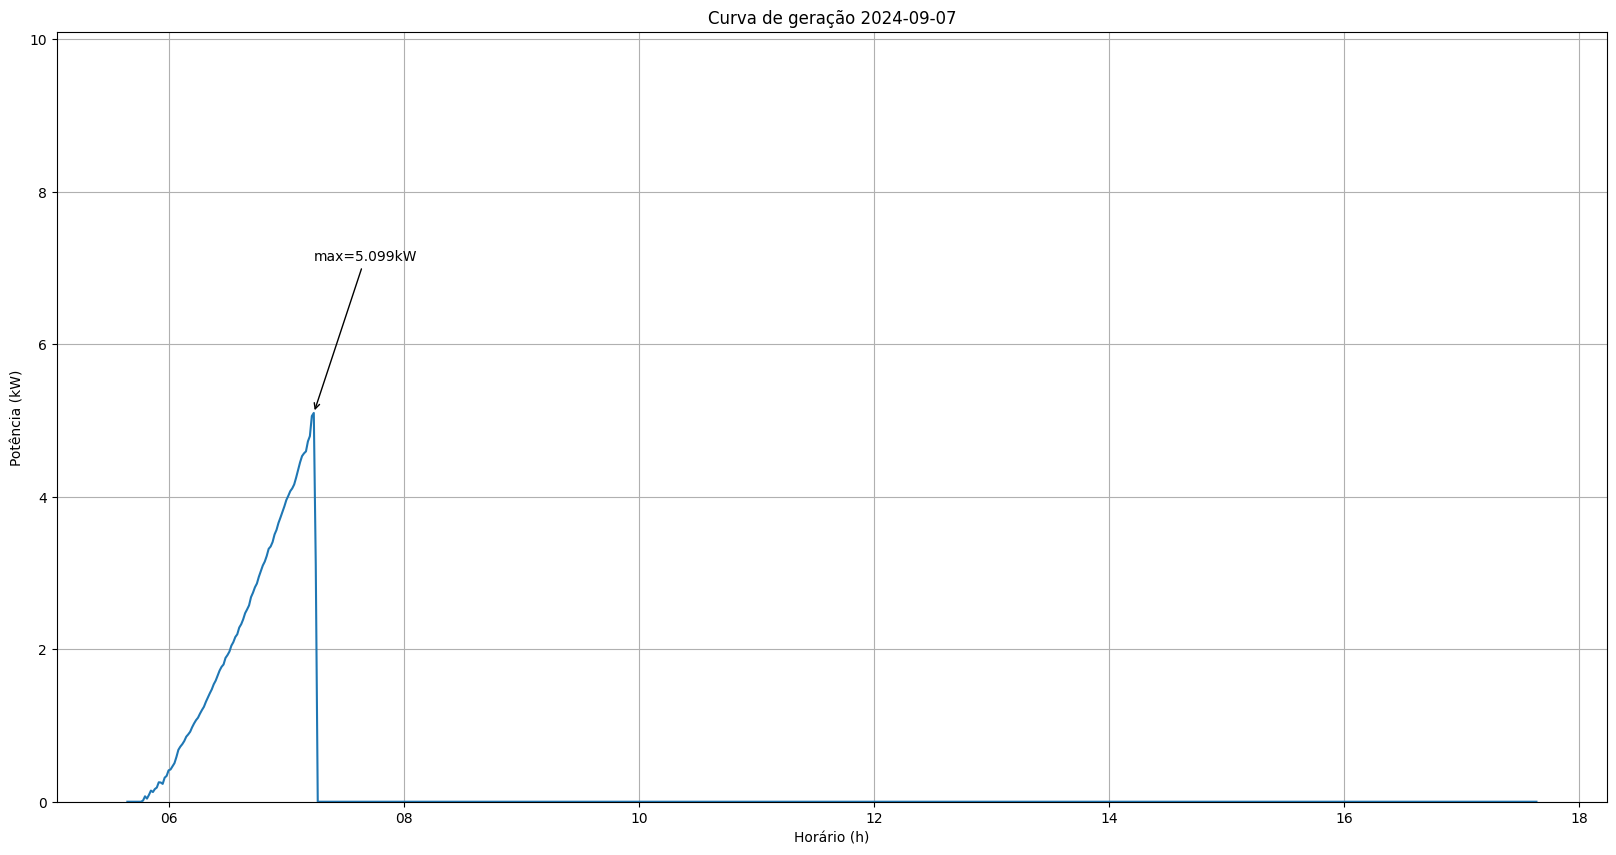 Curva de geração 2024-09-07
10
8
max=5.099kW
6
Potência (kW)
4
2
0
06 08 10 12 14 16 18
Horário (h)